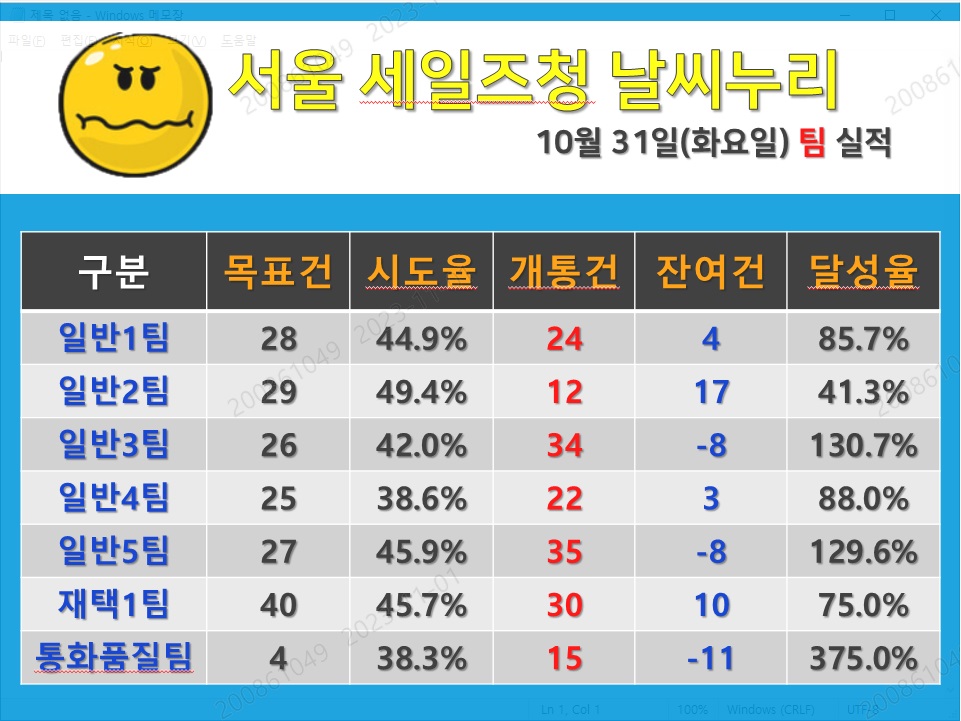 제목 없음 - Windows 메모장
파일(F) 편집(E) 서식(O) 보기(V) 도움말
서울 세일즈청 날씨누리
10월 31일(화요일) 팀 실적
구분 목표건 시도율 개통건 잔여건 달성율
일반1팀 28 44.9% 24 4 85.7%
일반2팀 29 49.4% 12 17 41.3%
일반3팀 26 42.0% 34 -8 130.7%
일반4팀 25 38.6% 22 3 88.0%
일반5팀 27 45.9% 35 -8 129.6%
재택1팀 40 45.7% 30 10 75.0%
통화품질팀 4 38.3% 15 -11 375.0%
200861049 2023-11-01
Ln 1, Col 1 100% Windows (CRLF) UTF-8